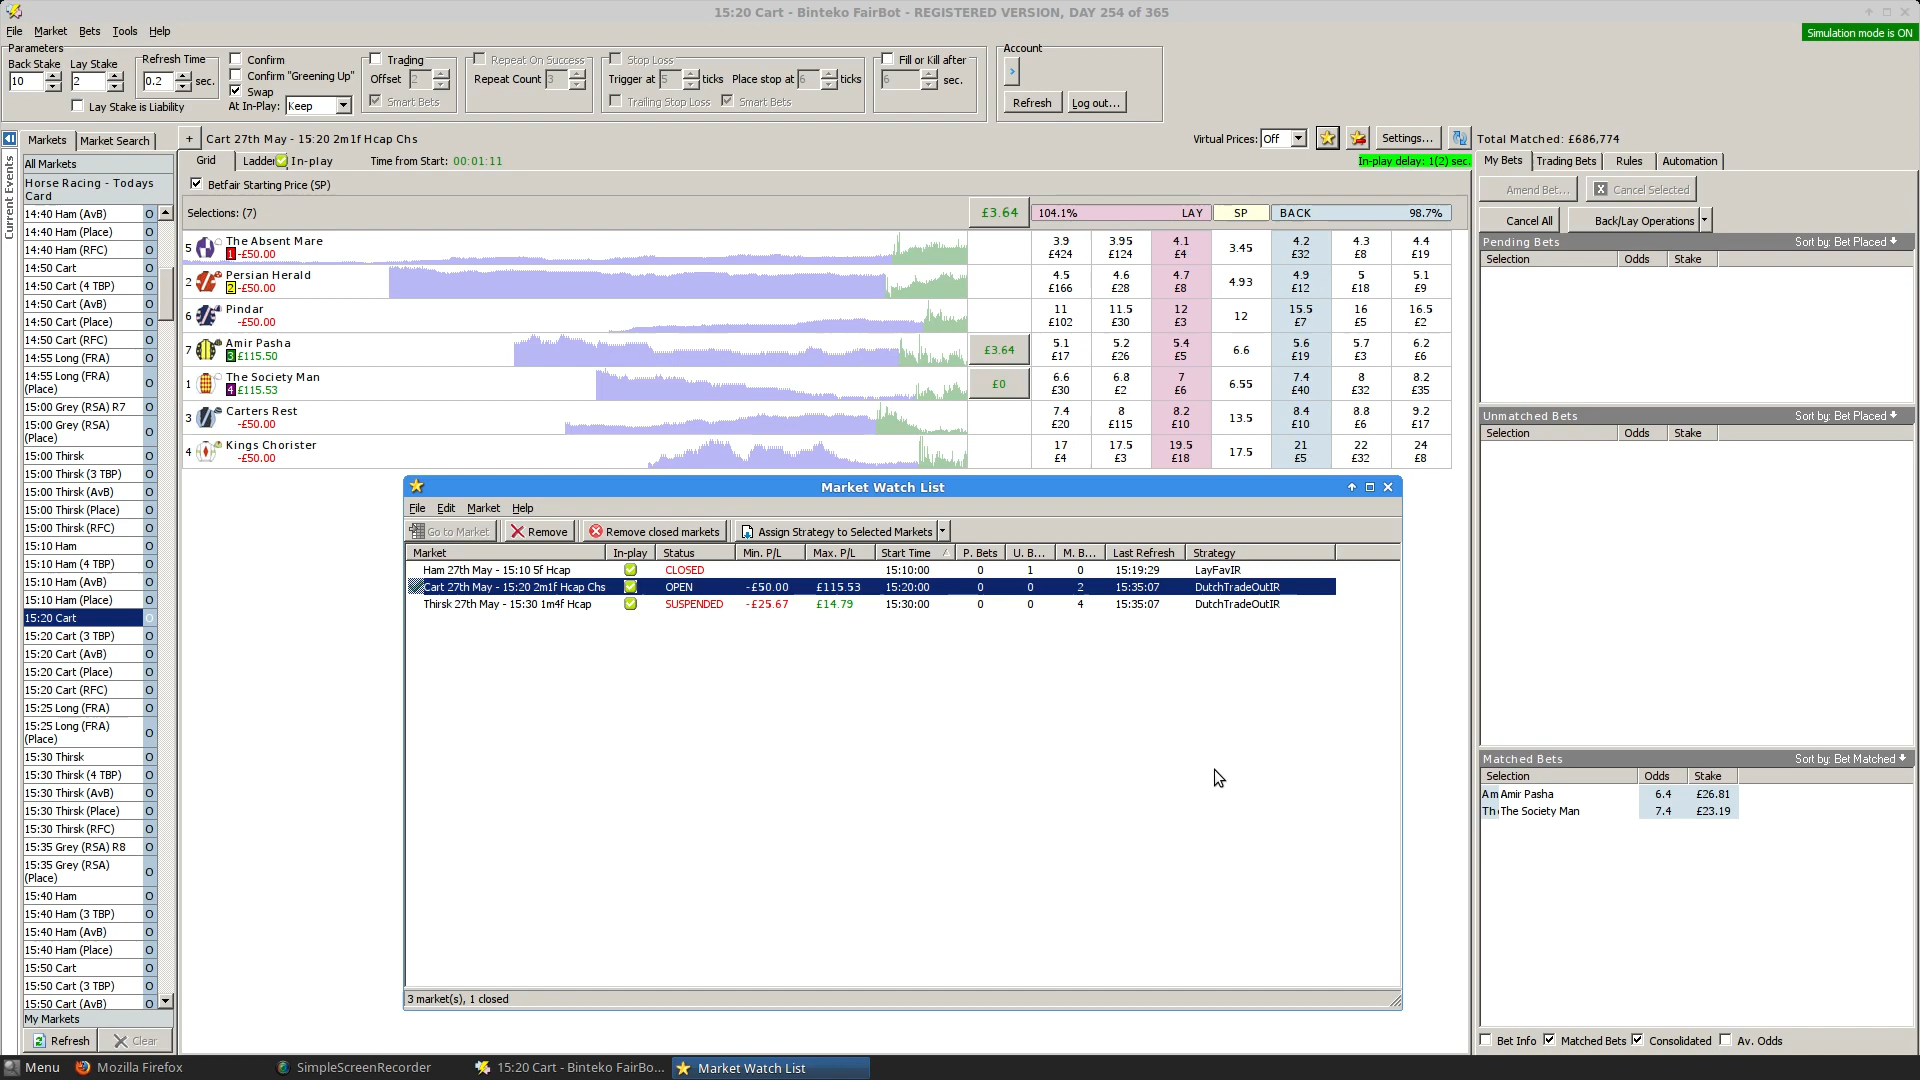 15:20 Cart - Binteko FairBot - REGISTERED VERSION, DAY 254 of 365
File Market Bets Tools Help
Simulation mode is ON
Parameters
Back Stake Lay Stake Refresh Time
10 2 0.2 sec.
Lay Stake is Liability
Confirm
Confirm "Greening Up"
Swap
At In-Play: Keep
Trading
Offset 2
Smart Bets
Repeat On Success
Repeat Count 3
Stop Loss
Trigger at 5 ticks Place stop at 6 ticks
Trailing Stop Loss Smart Bets
Fill or Kill after
6 sec.
Account
>
Refresh Log out...
Current Events
Markets Market Search
All Markets
Horse Racing - Todays Card
14:40 Ham (AvB) O
14:40 Ham (Place) O
14:40 Ham (RFC) O
14:50 Cart O
14:50 Cart (4 TBP) O
14:50 Cart (AvB) O
14:50 Cart (Place) O
14:50 Cart (RFC) O
14:55 Long (FRA) O
14:55 Long (FRA) (Place) O
15:00 Grey (RSA) R7 O
15:00 Grey (RSA) (Place) O
15:00 Thirsk O
15:00 Thirsk (3 TBP) O
15:00 Thirsk (AvB) O
15:00 Thirsk (Place) O
15:00 Thirsk (RFC) O
15:10 Ham O
15:10 Ham (4 TBP) O
15:10 Ham (AvB) O
15:10 Ham (Place) O
15:20 Cart O
15:20 Cart (3 TBP) O
15:20 Cart (AvB) O
15:20 Cart (Place) O
15:20 Cart (RFC) O
15:25 Long (FRA) O
15:25 Long (FRA) (Place) O
15:30 Thirsk O
15:30 Thirsk (4 TBP) O
15:30 Thirsk (AvB) O
15:30 Thirsk (Place) O
15:30 Thirsk (RFC) O
15:35 Grey (RSA) R8 O
15:35 Grey (RSA) (Place) O
15:40 Ham O
15:40 Ham (3 TBP) O
15:40 Ham (AvB) O
15:40 Ham (Place) O
15:50 Cart O
15:50 Cart (3 TBP) O
15:50 Cart (AvB) O
My Markets
Refresh Clear
+ Cart 27th May - 15:20 2m1f Hcap Chs
Virtual Prices: Off Settings... Total Matched: £686,774
Grid Ladder In-play Time from Start: 00:01:11
In-play delay: 1(2) sec.
Betfair Starting Price (SP)
Selections: (7) £3.64 104.1% LAY SP BACK 98.7%
5 The Absent Mare 3.9 3.95 4.1 3.45 4.2 4.3 4.4
1 -£50.00 £424 £124 £4 £32 £8 £19
2 Persian Herald 4.5 4.6 4.7 4.93 4.9 5 5.1
2 -£50.00 £166 £28 £8 £12 £18 £9
6 Pindar 11 11.5 12 12 15.5 16 16.5
-£50.00 £102 £30 £3 £7 £5 £2
7 Amir Pasha £3.64 5.1 5.2 5.4 6.6 5.6 5.7 6.2
3 £115.50 £17 £26 £5 £19 £3 £6
1 The Society Man £0 6.6 6.8 7 6.55 7.4 8 8.2
4 £115.53 £30 £2 £6 £40 £32 £35
3 Carters Rest 7.4 8 8.2 13.5 8.4 8.8 9.2
-£50.00 £20 £115 £10 £10 £6 £17
4 Kings Chorister 17 17.5 19.5 17.5 21 22 24
-£50.00 £4 £3 £18 £5 £32 £8
Market Watch List
File Edit Market Help
Go to Market Remove Remove closed markets Assign Strategy to Selected Markets
Market In-play Status Min. P/L Max. P/L Start Time P. Bets U. B... M. B... Last Refresh Strategy
Ham 27th May - 15:10 5f Hcap CLOSED 15:10:00 0 1 0 15:19:29 LayFavIR
Cart 27th May - 15:20 2m1f Hcap Chs OPEN -£50.00 £115.53 15:20:00 0 0 2 15:35:07 DutchTradeOutIR
Thirsk 27th May - 15:30 1m4f Hcap SUSPENDED -£25.67 £14.79 15:30:00 0 0 4 15:35:07 DutchTradeOutIR
3 market(s), 1 closed
My Bets Trading Bets Rules Automation
Amend Bet... Cancel Selected
Cancel All Back/Lay Operations
Pending Bets Sort by: Bet Placed
Selection Odds Stake
Unmatched Bets Sort by: Bet Placed
Selection Odds Stake
Matched Bets Sort by: Bet Matched
Selection Odds Stake
Am Amir Pasha 6.4 £26.81
Th The Society Man 7.4 £23.19
Bet Info Matched Bets Consolidated Av. Odds
Menu Mozilla Firefox SimpleScreenRecorder 15:20 Cart - Binteko FairBo... Market Watch List